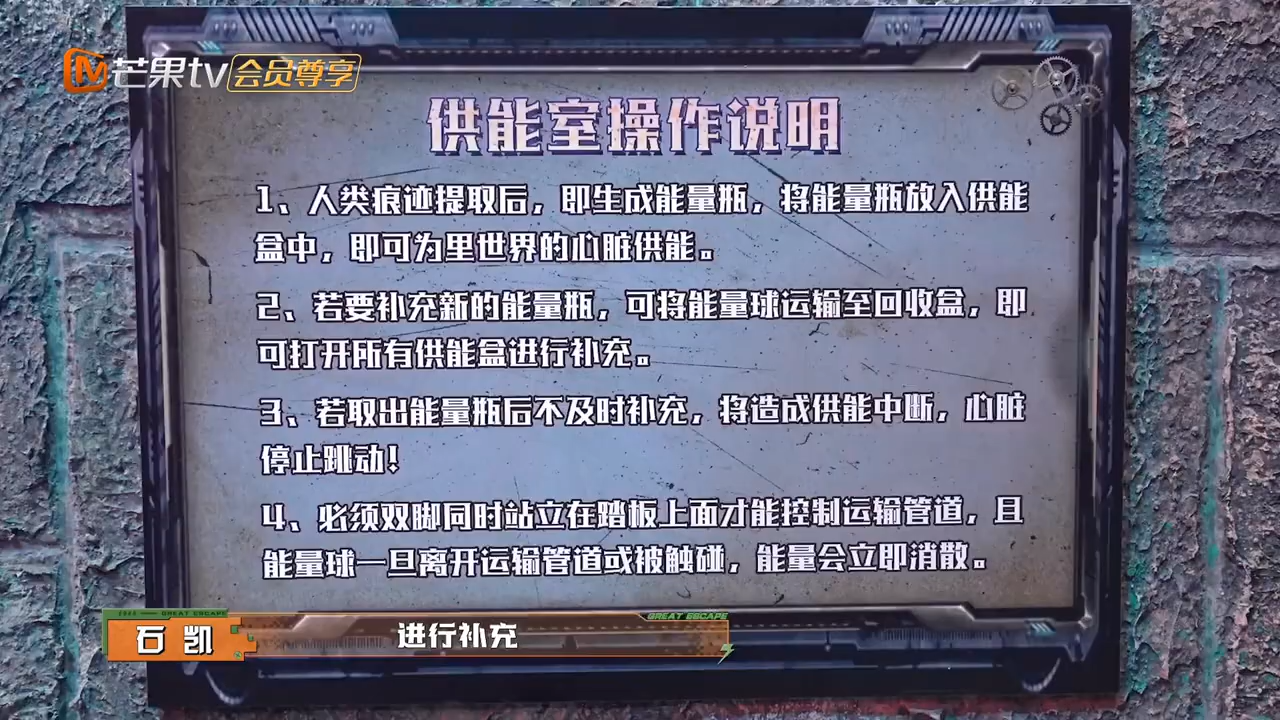 芒果tv 会员尊享
供能室操作说明
1、人类痕迹提取后，即生成能量瓶，将能量瓶放入供能
盒中，即可为里世界的心脏供能。
2、若要补充新的能量瓶，可将能量球运输至回收盒，即
可打开所有供能盒进行补充。
3、若取出能量瓶后不及时补充，将造成供能中断，心脏
停止跳动！
4、必须双脚同时站立在踏板上面才能控制运输管道，且
能量球一旦离开运输管道或被触碰，能量会立即消散。
GREAT ESCAPE
GREAT ESCAPE
石凯 进行补充